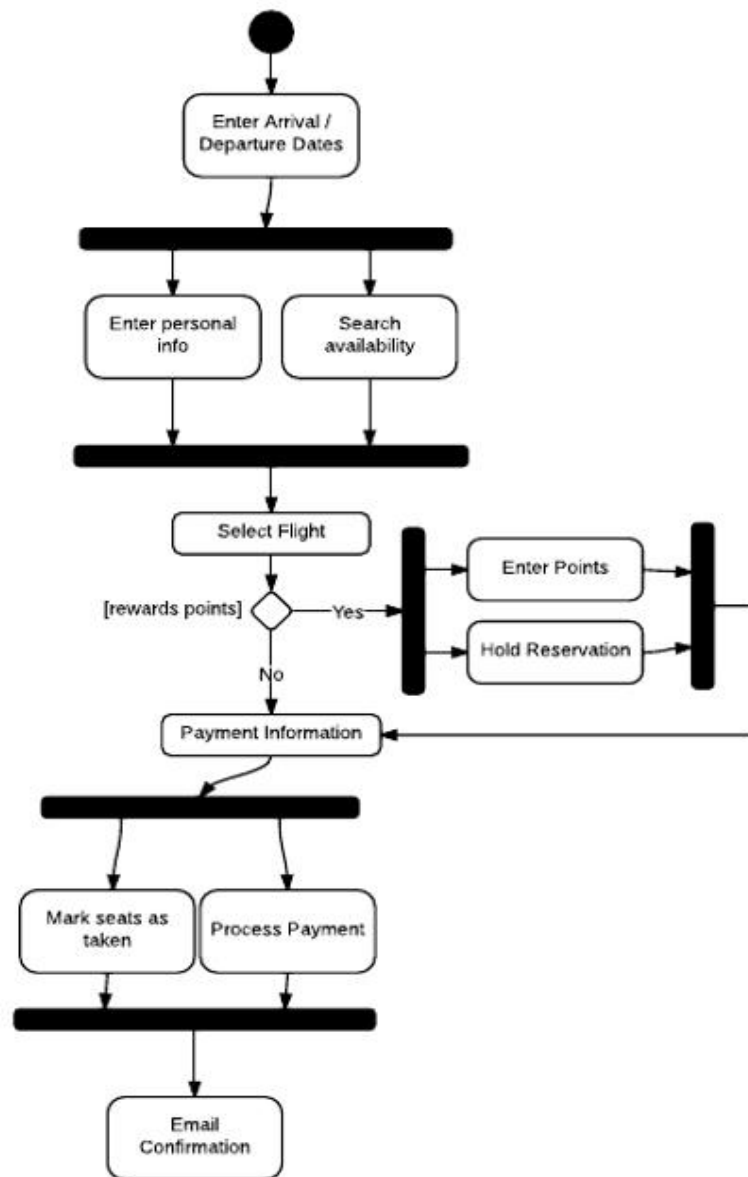 Enter Arrival /
Departure Dates
Enter personal
info
Search
availability
Select Flight
[rewards points]
Yes
Enter Points
Hold Reservation
No
Payment Information
Mark seats as
taken
Process Payment
Email
Confirmation